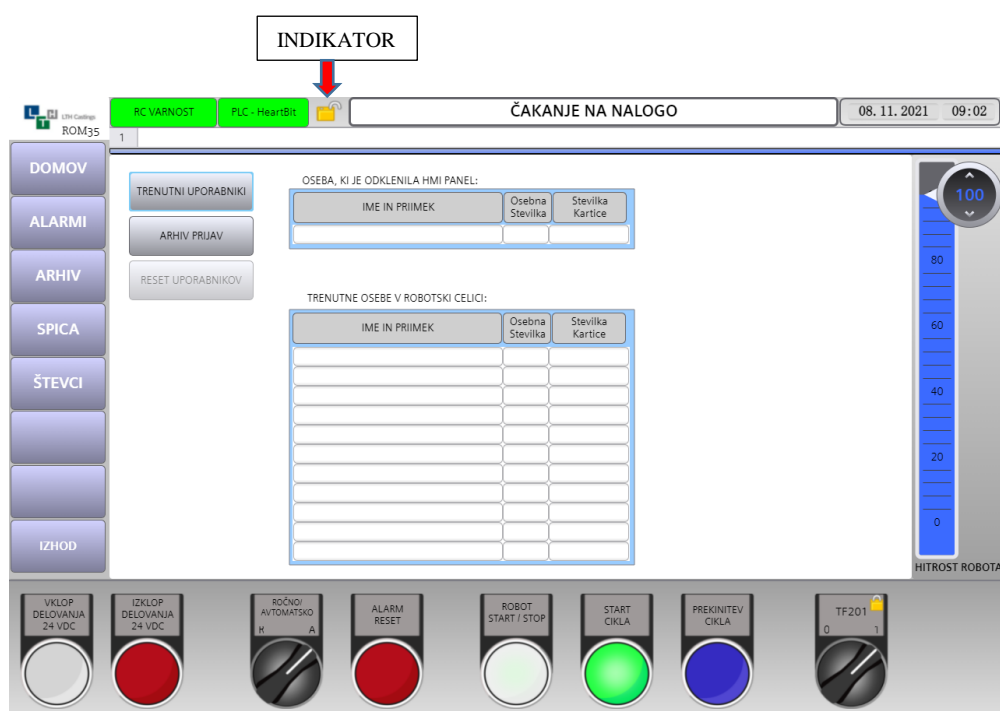 INDIKATOR
L
T
H
LTH Castings
ROM35
RC VARNOST
PLC - HeartBit
ČAKANJE NA NALOGO
08. 11. 2021
09:02
1
DOMOV
ALARMI
ARHIV
SPICA
ŠTEVCI
IZHOD
TRENUTNI UPORABNIKI
ARHIV PRIJAV
RESET UPORABNIKOV
OSEBA, KI JE ODKLENILA HMI PANEL:
IME IN PRIIMEK
Osebna
Stevilka
Stevilka
Kartice
TRENUTNE OSEBE V ROBOTSKI CELICI:
IME IN PRIIMEK
Osebna
Stevilka
Stevilka
Kartice
100
80
60
40
20
0
HITROST ROBOTA
VKLOP
DELOVANJA
24 VDC
IZKLOP
DELOVANJA
24 VDC
ROČNO/
AVTOMATSKO
R A
ALARM
RESET
ROBOT
START / STOP
START
CIKLA
PREKINITEV
CIKLA
TF201
0 1